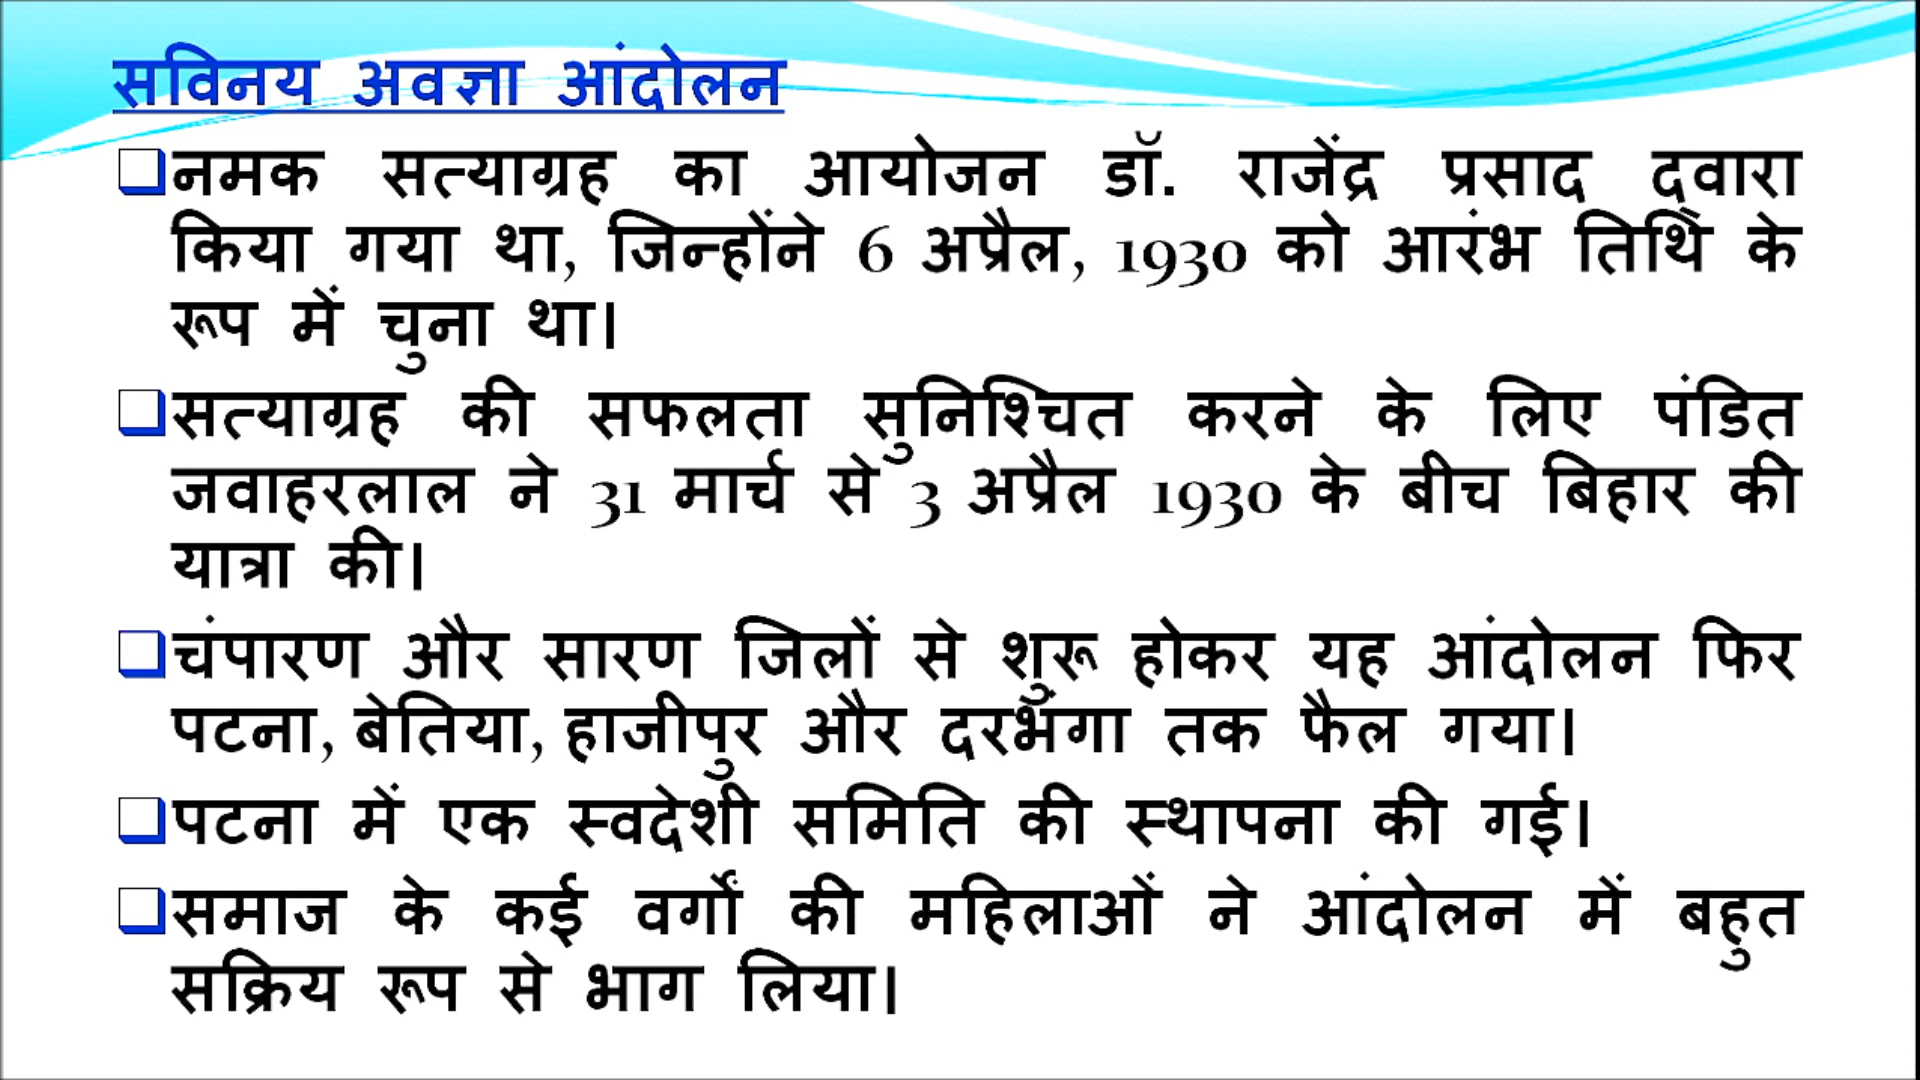 सविनय अवज्ञा आंदोलन
नमक सत्याग्रह का आयोजन डॉ. राजेंद्र प्रसाद द्वारा
किया गया था, जिन्होंने 6 अप्रैल, 1930 को आरंभ तिथि के
रूप में चुना था।
सत्याग्रह की सफलता सुनिश्चित करने के लिए पंडित
जवाहरलाल ने 31 मार्च से 3 अप्रैल 1930 के बीच बिहार की
यात्रा की।
चंपारण और सारण जिलों से शुरू होकर यह आंदोलन फिर
पटना, बेतिया, हाजीपुर और दरभंगा तक फैल गया।
पटना में एक स्वदेशी समिति की स्थापना की गई।
समाज के कई वर्गों की महिलाओं ने आंदोलन में बहुत
सक्रिय रूप से भाग लिया।